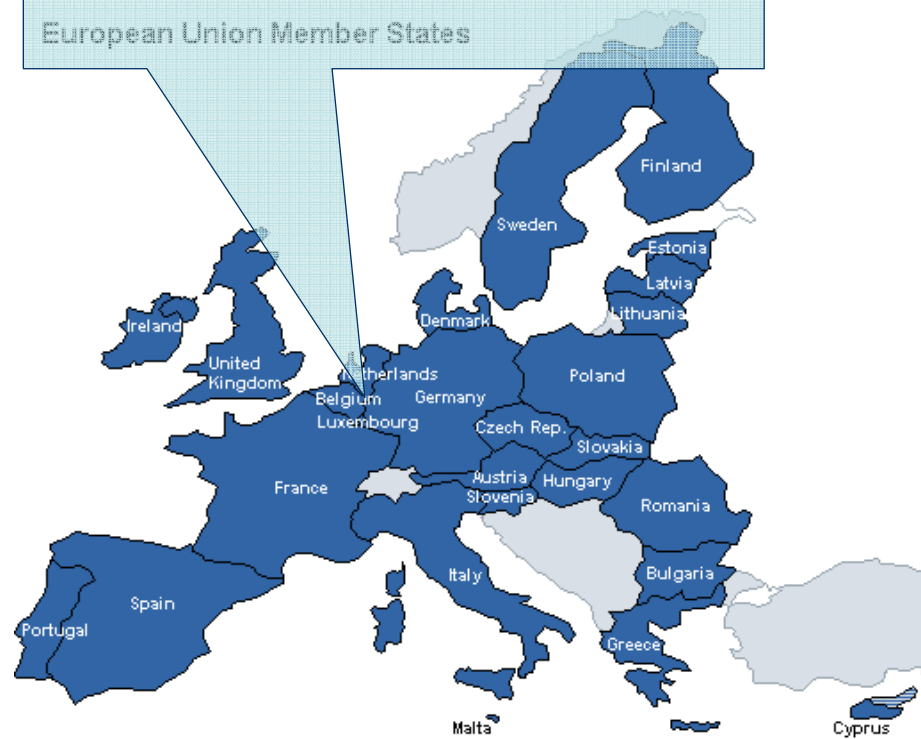 European Union Member States
Finland
Sweden
Estonia
Latvia
Lithuania
Denmark
Ireland
United
Kingdom
Netherlands
Belgium
Luxembourg
Germany
Poland
Czech Rep.
Slovakia
Austria
Hungary
Slovenia
France
Romania
Bulgaria
Italy
Spain
Portugal
Greece
Malta
Cyprus